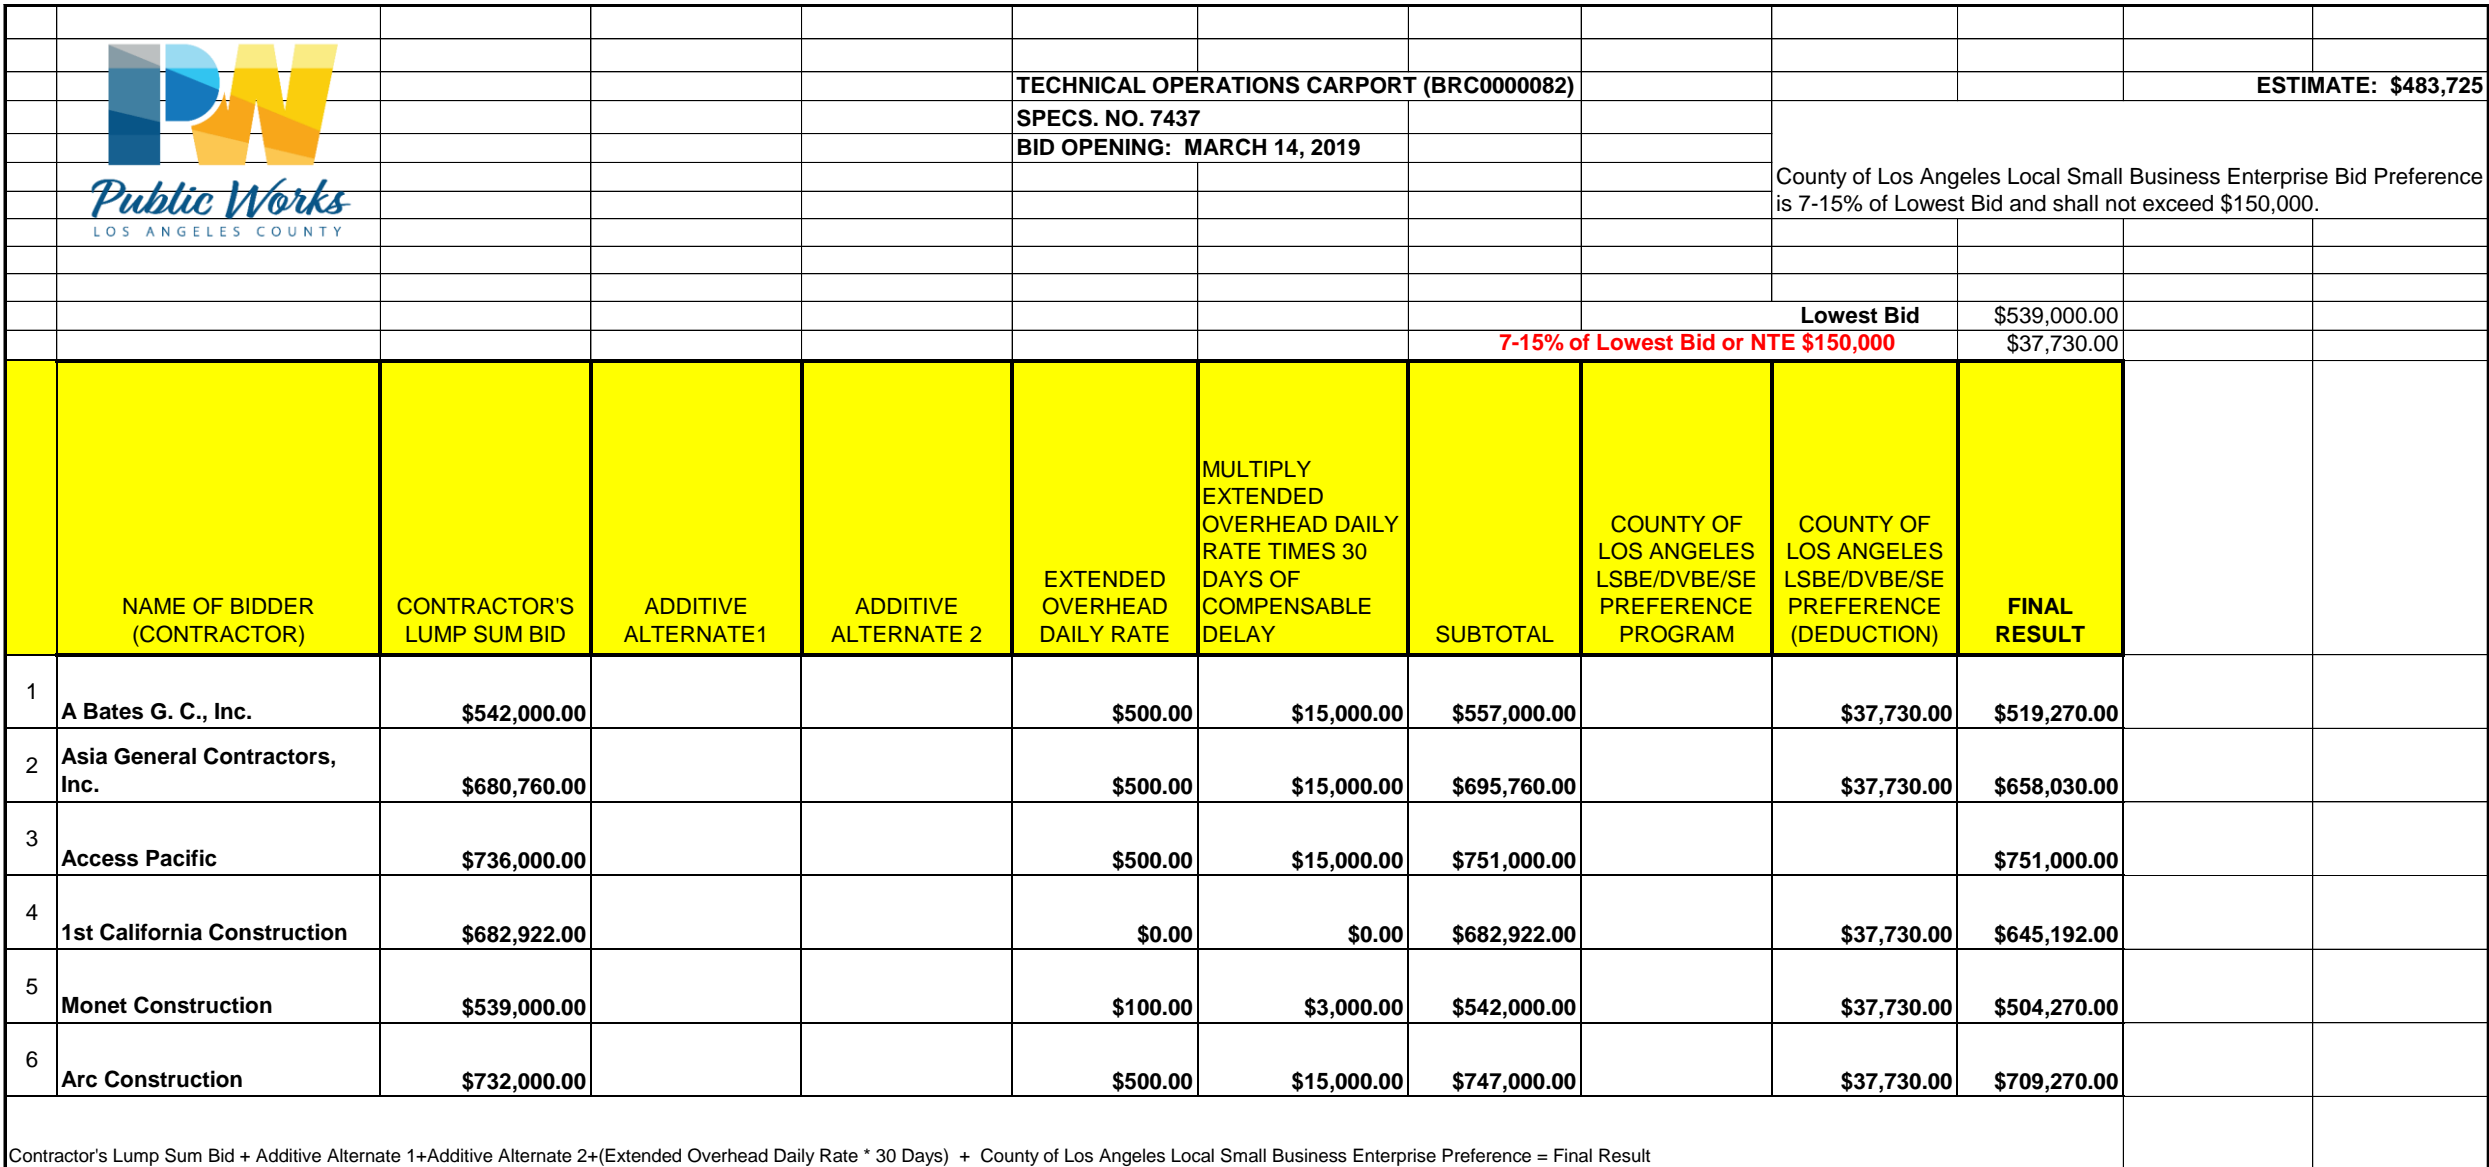 PW
Public Works
LOS ANGELES COUNTY
TECHNICAL OPERATIONS CARPORT (BRC0000082)
ESTIMATE:  $483,725
SPECS. NO. 7437
BID OPENING:  MARCH 14, 2019
County of Los Angeles Local Small Business Enterprise Bid Preference
is 7-15% of Lowest Bid and shall not exceed $150,000.
Lowest Bid $539,000.00
7-15% of Lowest Bid or NTE $150,000 $37,730.00
NAME OF BIDDER
(CONTRACTOR)
CONTRACTOR'S
LUMP SUM BID
ADDITIVE
ALTERNATE1
ADDITIVE
ALTERNATE 2
EXTENDED
OVERHEAD
DAILY RATE
MULTIPLY
EXTENDED
OVERHEAD DAILY
RATE TIMES 30
DAYS OF
COMPENSABLE
DELAY
SUBTOTAL
COUNTY OF
LOS ANGELES
LSBE/DVBE/SE
PREFERENCE
PROGRAM
COUNTY OF
LOS ANGELES
LSBE/DVBE/SE
PREFERENCE
(DEDUCTION)
FINAL
RESULT
1 A Bates G. C., Inc. $542,000.00 $500.00 $15,000.00 $557,000.00 $37,730.00 $519,270.00
2 Asia General Contractors,
Inc. $680,760.00 $500.00 $15,000.00 $695,760.00 $37,730.00 $658,030.00
3 Access Pacific $736,000.00 $500.00 $15,000.00 $751,000.00 $751,000.00
4 1st California Construction $682,922.00 $0.00 $0.00 $682,922.00 $37,730.00 $645,192.00
5 Monet Construction $539,000.00 $100.00 $3,000.00 $542,000.00 $37,730.00 $504,270.00
6 Arc Construction $732,000.00 $500.00 $15,000.00 $747,000.00 $37,730.00 $709,270.00
Contractor's Lump Sum Bid + Additive Alternate 1+Additive Alternate 2+(Extended Overhead Daily Rate * 30 Days)  +  County of Los Angeles Local Small Business Enterprise Preference = Final Result